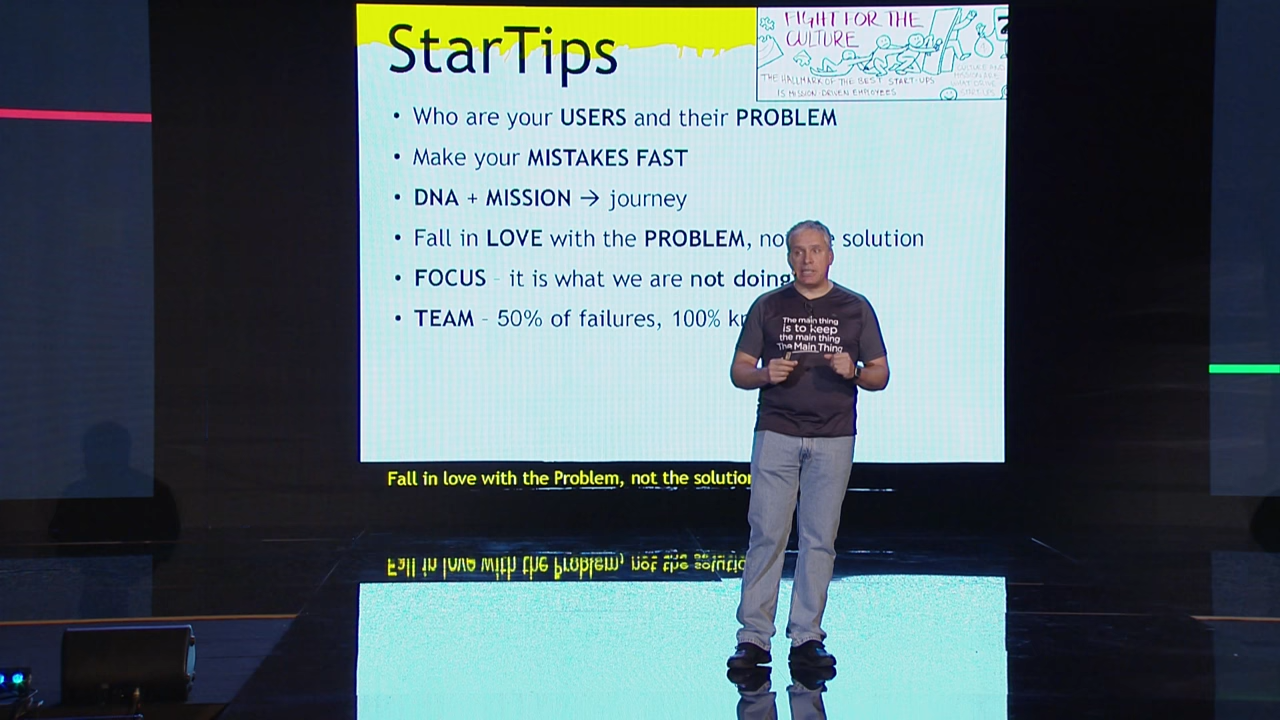 StarTips
FIGHT FOR THE
CULTURE
THE HALLMARK OF THE BEST START-UPS
IS MISSION DRIVEN EMPLOYEES
CULTURE AND
• Who are your USERS and their PROBLEM
• Make your MISTAKES FAST
• DNA + MISSION → journey
• Fall in LOVE with the PROBLEM, solution
• FOCUS – it is what we are not doing
• TEAM – 50% of failures, 100%
The main thing
is to keep
the main thing
The Main Thing
Fall in love with the Problem, not the solution